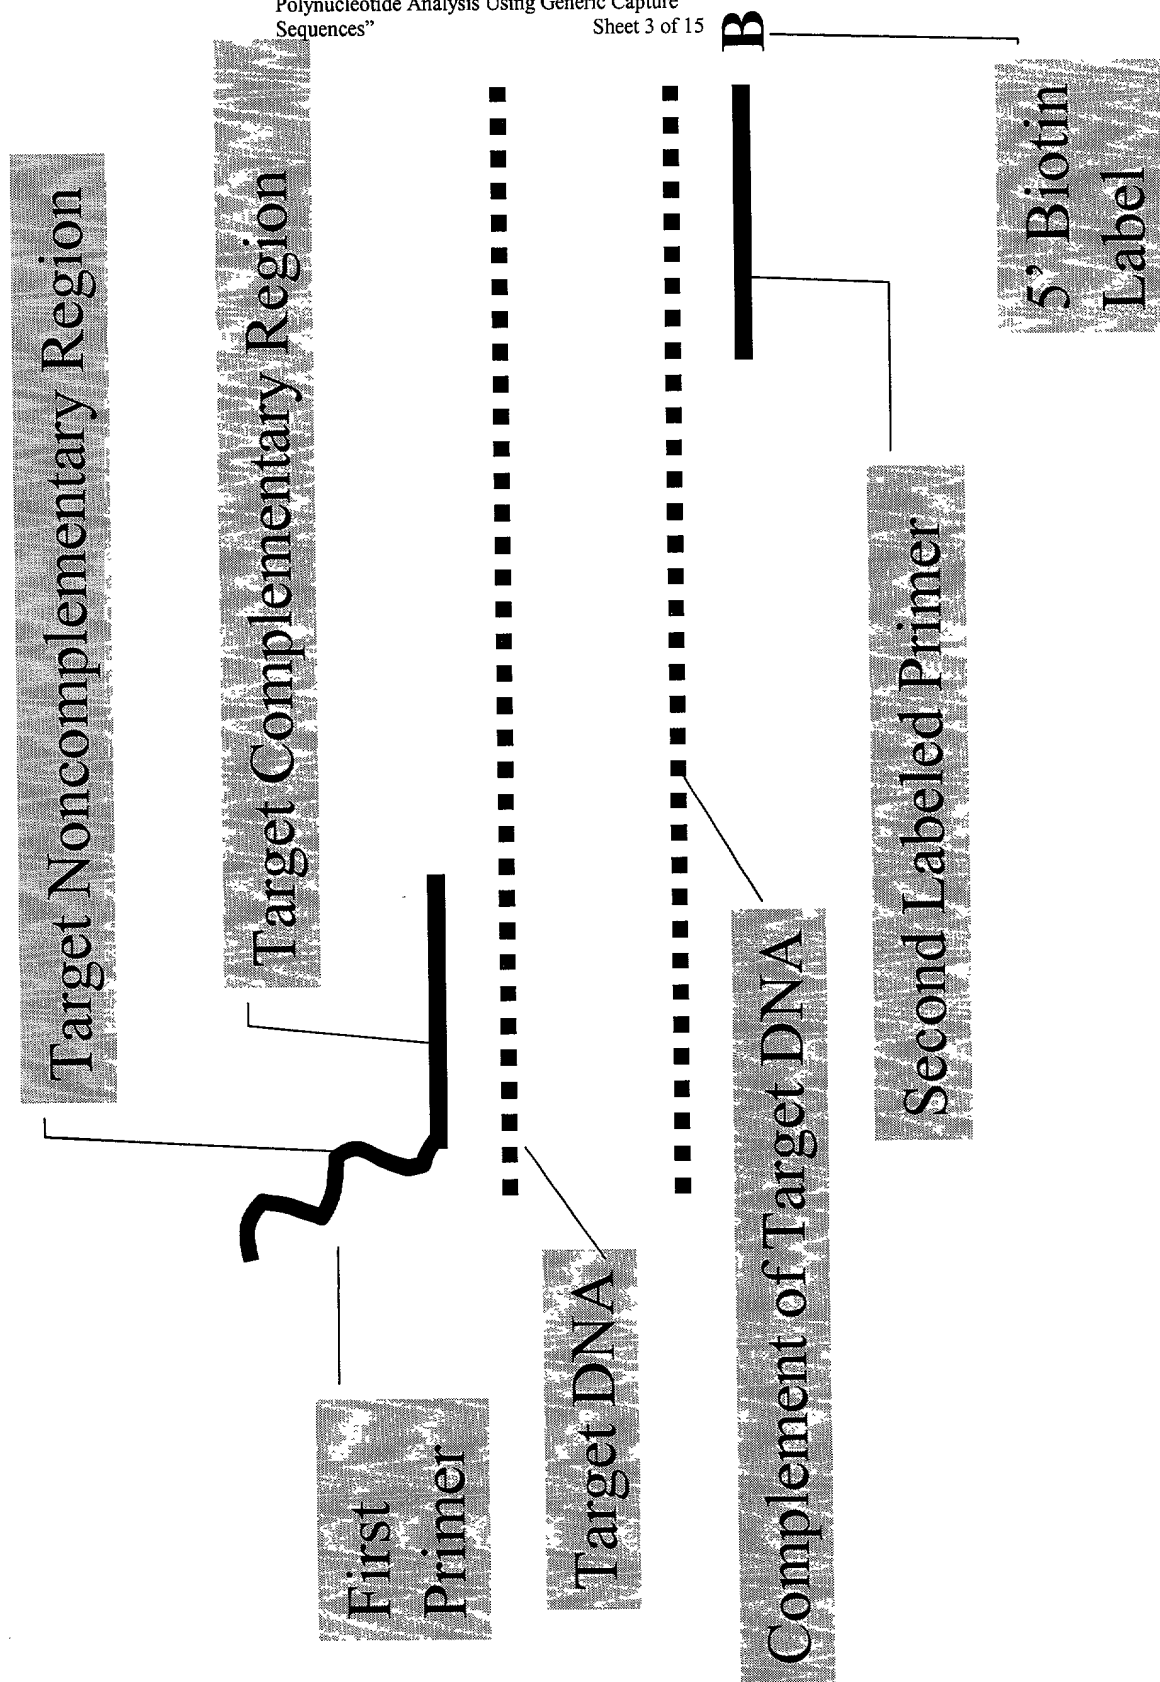 Polynucleotide Analysis Using Generic Capture
Sequences”
Sheet 3 of 15
Target Noncomplementary Region
Target Complementary Region
First
Primer
Target DNA
Complement of Target DNA
Second Labeled Primer
B
5’ Biotin
Label